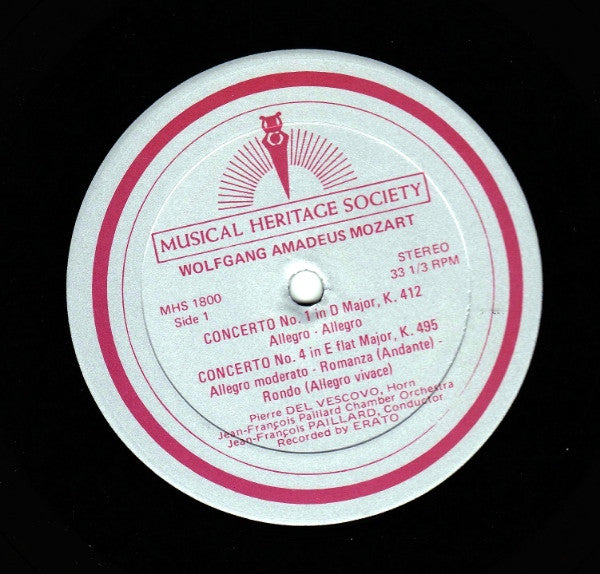 MUSICAL HERITAGE SOCIETY
WOLFGANG AMADEUS MOZART
MHS 1800
Side 1
STEREO
33 1/3 RPM
CONCERTO No. 1 in D Major, K. 412
Allegro - Allegro
CONCERTO No. 4 in E flat Major, K. 495
Allegro moderato - Romanza (Andante) -
Rondo (Allegro vivace)
Pierre DEL VESCOVO, Horn
Jean-François Paillard Chamber Orchestra
Jean-François PAILLARD, Conductor
Recorded by ERATO